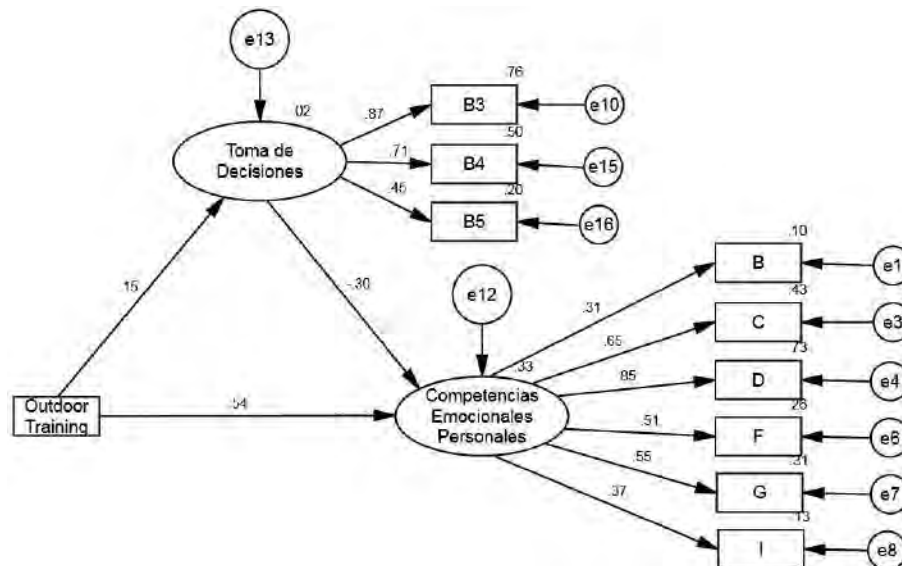 e13
.02
Toma de
Decisiones
.87
.71
.45
.76
B3
e10
.50
B4
e15
.20
B5
e16
.15
-.30
e12
.33
Outdoor
Training
.54
Competencias
Emocionales
Personales
.31
.65
.85
.51
.55
.37
.10
B
e1
.43
C
e3
.73
D
e4
.26
F
e6
.31
G
e7
.13
I
e8